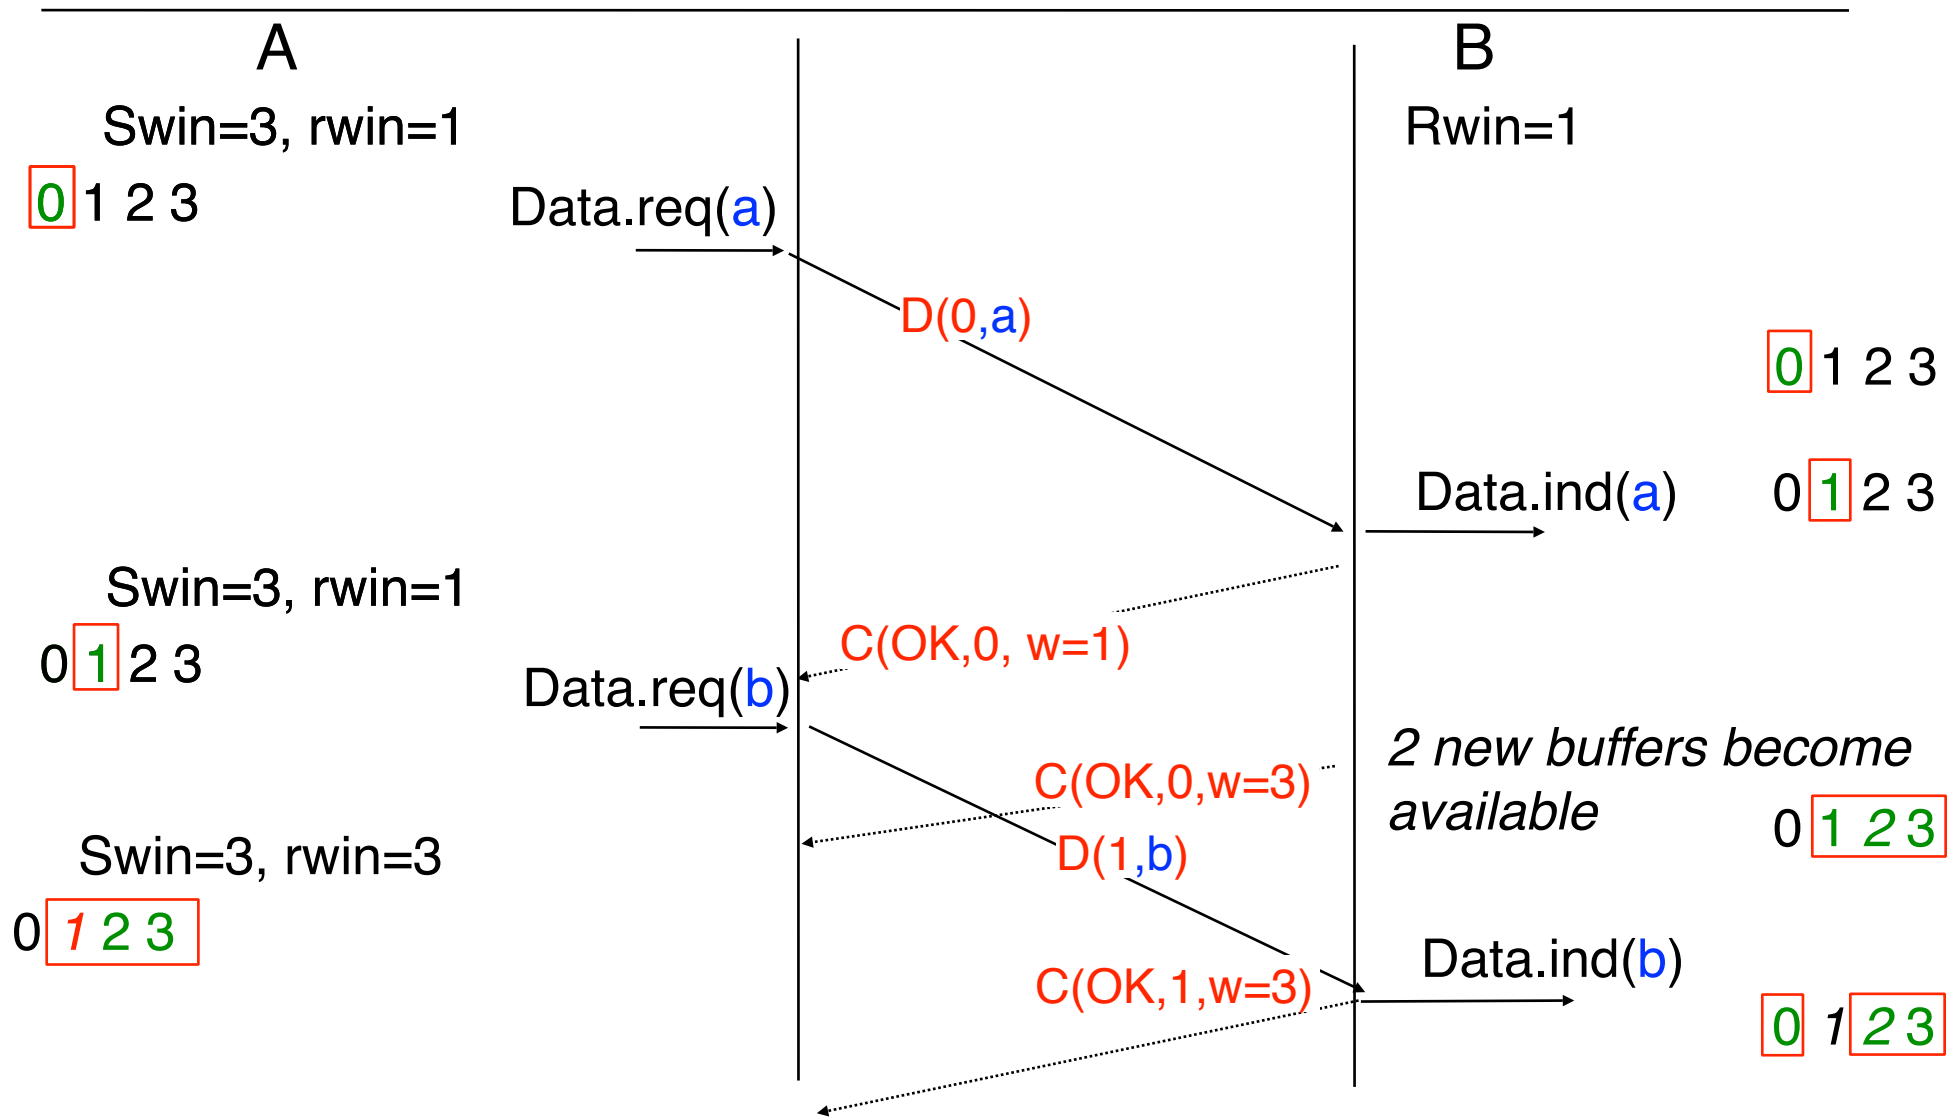 A
B
Swin=3, rwin=1
Rwin=1
0 1 2 3
Data.req(a)
D(0,a)
0 1 2 3
Data.ind(a)
0 1 2 3
Swin=3, rwin=1
C(OK,0, w=1)
0 1 2 3
Data.req(b)
2 new buffers become
available
C(OK,0,w=3)
0 1 2 3
Swin=3, rwin=3
D(1,b)
0 1 2 3
Data.ind(b)
C(OK,1,w=3)
0 1 2 3